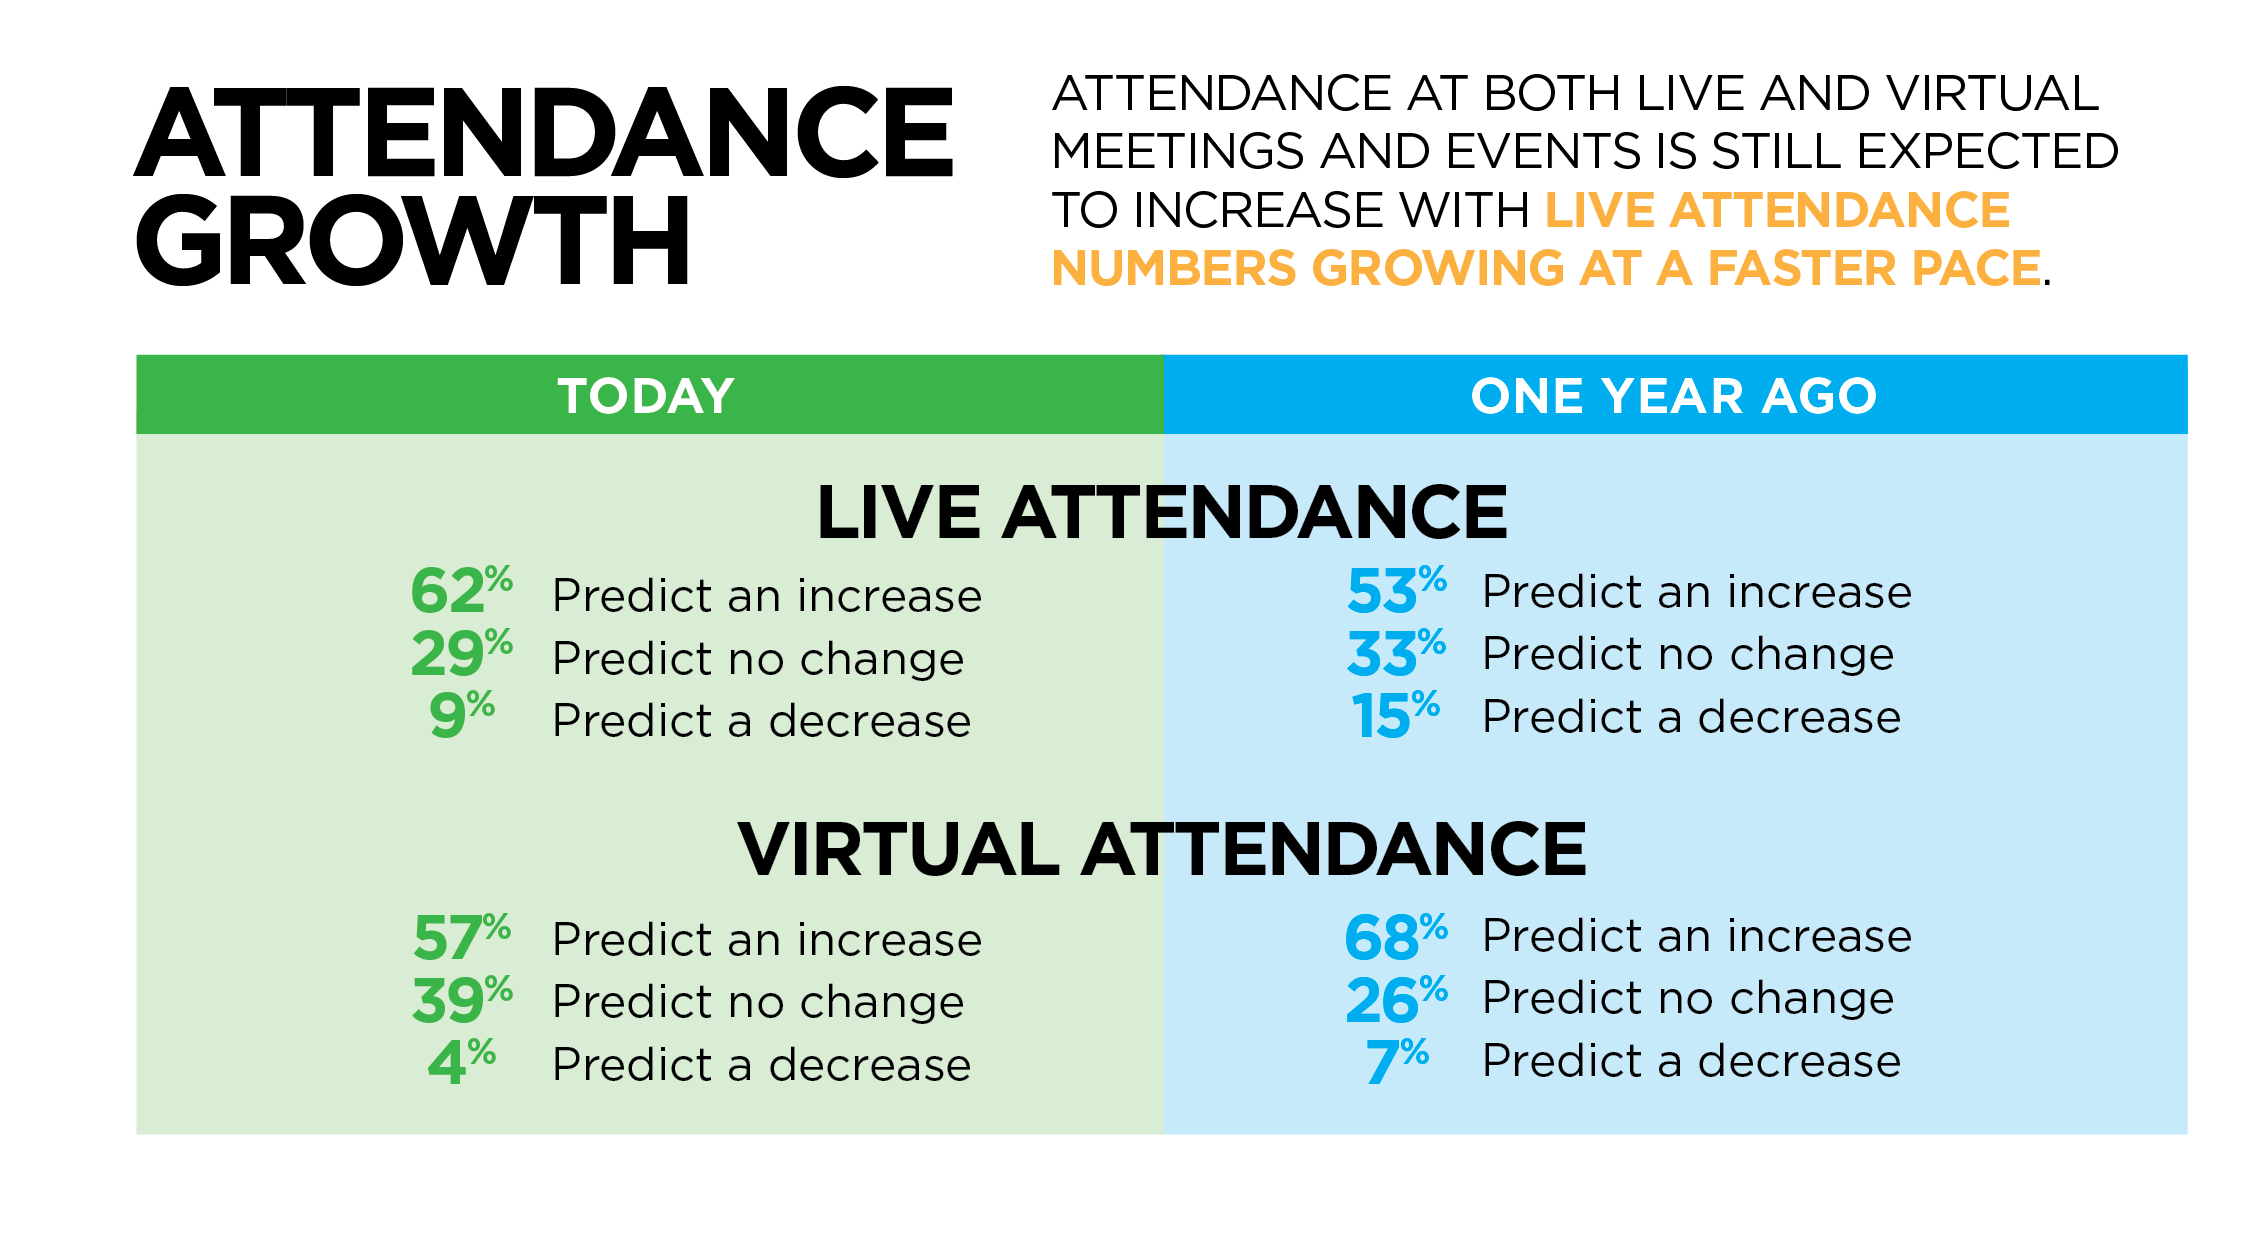 ATTENDANCE
GROWTH
ATTENDANCE AT BOTH LIVE AND VIRTUAL
MEETINGS AND EVENTS IS STILL EXPECTED
TO INCREASE WITH LIVE ATTENDANCE
NUMBERS GROWING AT A FASTER PACE.
TODAY
ONE YEAR AGO
LIVE ATTENDANCE
62% Predict an increase
29% Predict no change
9% Predict a decrease
53% Predict an increase
33% Predict no change
15% Predict a decrease
VIRTUAL ATTENDANCE
57% Predict an increase
39% Predict no change
4% Predict a decrease
68% Predict an increase
26% Predict no change
7% Predict a decrease